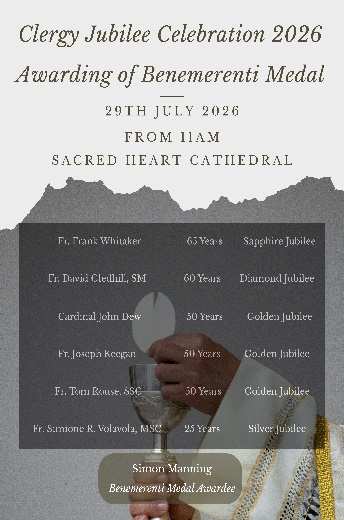 Clergy Jubilee Celebration 2026
Awarding of Benemerenti Medal
29TH JULY 2026
FROM 11AM
SACRED HEART CATHEDRAL
Fr. Frank Whitaker 65 Years Sapphire Jubilee
Fr. David Gledhill, SM 60 Years Diamond Jubilee
Cardinal John Dew 50 Years Golden Jubilee
Fr. Joseph Keegan 50 Years Golden Jubilee
Fr. Tom Rouse, SSC 50 Years Golden Jubilee
Fr. Simione R. Volavola, MSC 25 Years Silver Jubilee
Simon Manning
Benemerenti Medal Awardee